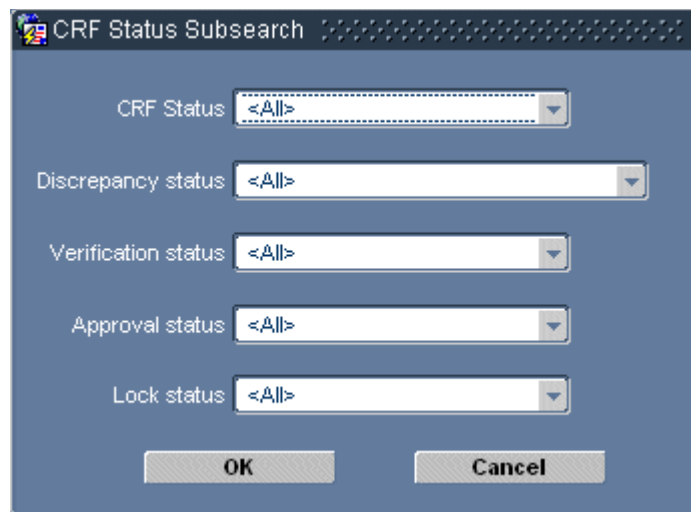 CRF Status Subsearch
CRF Status <All>
Discrepancy status <All>
Verification status <All>
Approval status <All>
Lock status <All>
OK Cancel